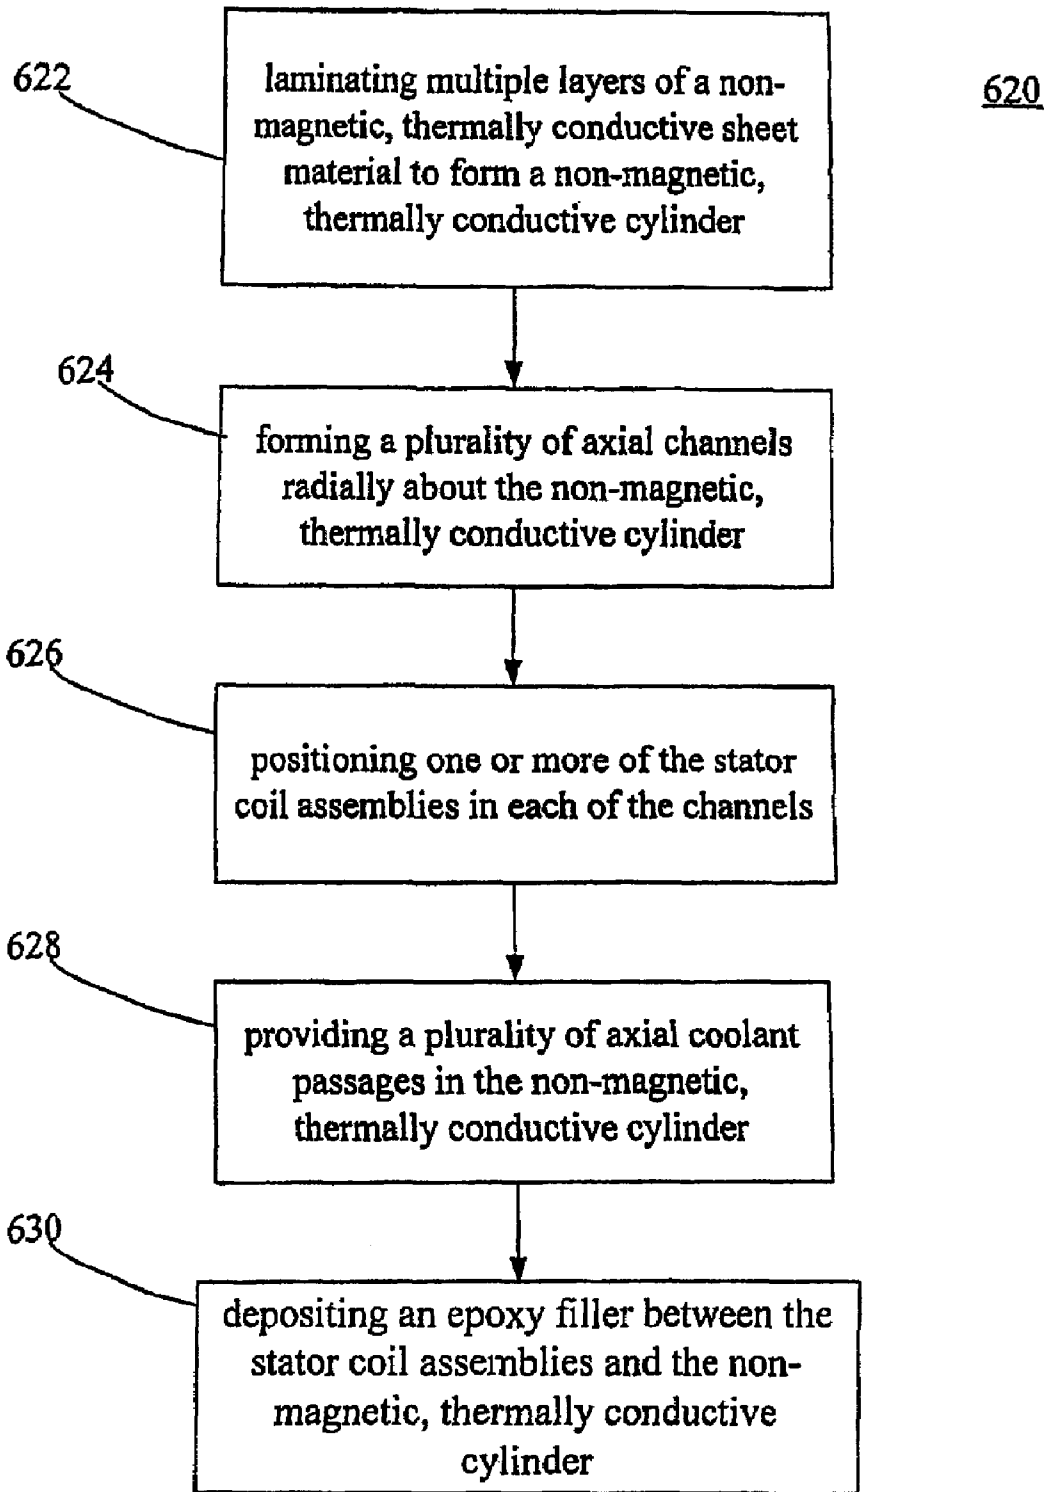 622
620
laminating multiple layers of a non-
magnetic, thermally conductive sheet
material to form a non-magnetic,
thermally conductive cylinder
624
forming a plurality of axial channels
radially about the non-magnetic,
thermally conductive cylinder
626
positioning one or more of the stator
coil assemblies in each of the channels
628
providing a plurality of axial coolant
passages in the non-magnetic,
thermally conductive cylinder
630
depositing an epoxy filler between the
stator coil assemblies and the non-
magnetic, thermally conductive
cylinder